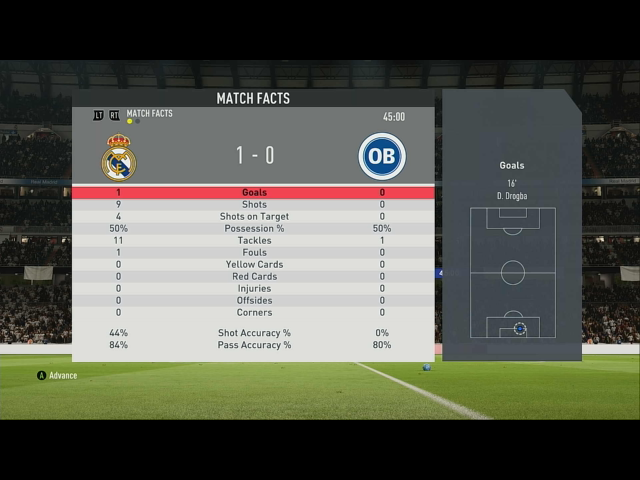 MATCH FACTS
LT RT MATCH FACTS
45:00
1 - 0
OB
1 Goals 0
9 Shots 0
4 Shots on Target 0
50% Possession % 50%
11 Tackles 1
1 Fouls 0
0 Yellow Cards 0
0 Red Cards 0
0 Injuries 0
0 Offsides 0
0 Corners 0
44% Shot Accuracy % 0%
84% Pass Accuracy % 80%
Goals
16'
D. Drogba
A Advance